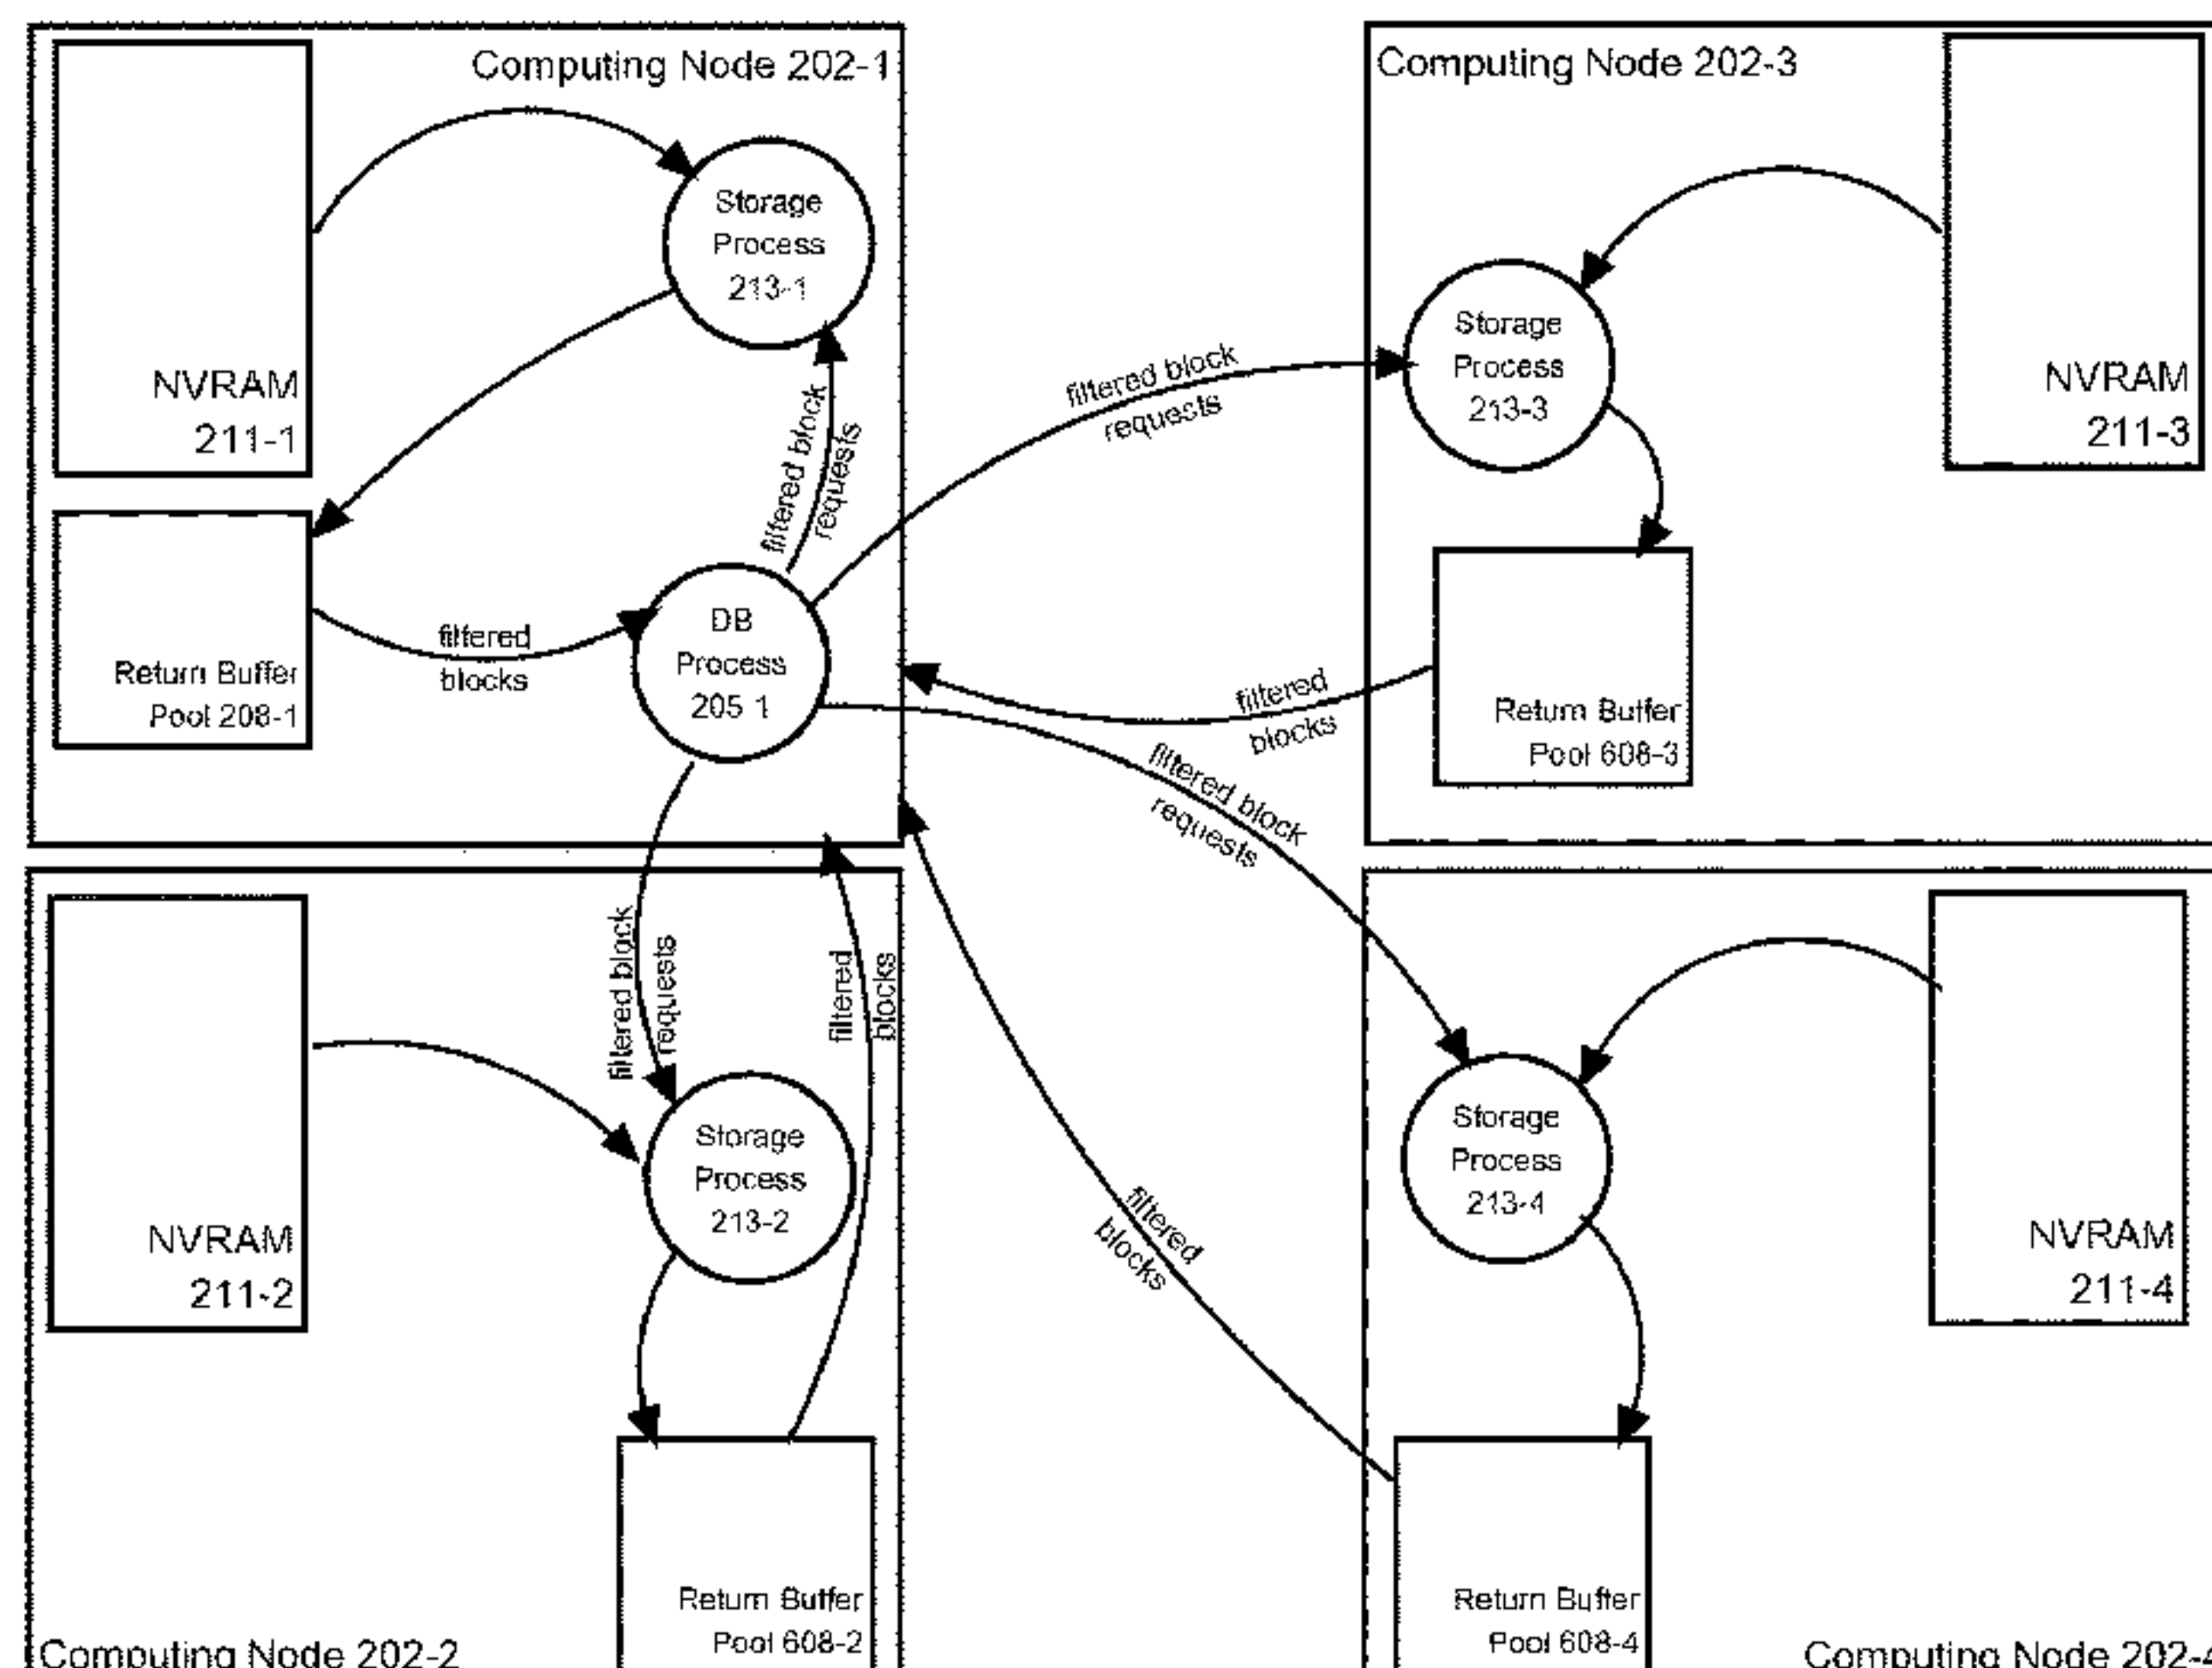 Computing Node 202-1
Storage
Process
213-1
NVRAM
211-1
filtered block
requests
DB
Process
205 1
filtered
blocks
Return Buffer
Pool 208-1
Computing Node 202-3
Storage
Process
213-3
NVRAM
211-3
filtered block
requests
Return Buffer
Pool 608-3
filtered
blocks
filtered block
requests
filtered block
requests
filtered
blocks
Storage
Process
213-2
NVRAM
211-2
Return Buffer
Pool 608-2
Computing Node 202-2
filtered
blocks
Storage
Process
213-4
NVRAM
211-4
Return Buffer
Pool 608-4
Computing Node 202-4